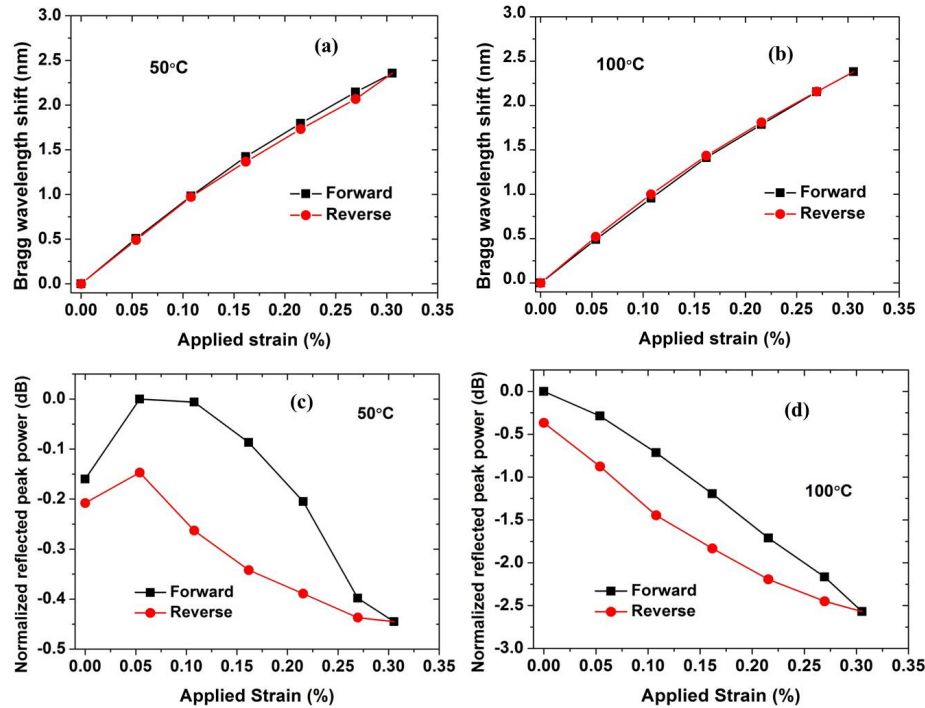 (a)
50°C
Bragg wavelength shift (nm)
3.0
2.5
2.0
1.5
1.0
0.5
0.0
Forward
Reverse
0.00 0.05 0.10 0.15 0.20 0.25 0.30 0.35
Applied strain (%)
(b)
100°C
Bragg wavelength shift (nm)
3.0
2.5
2.0
1.5
1.0
0.5
0.0
Forward
Reverse
0.00 0.05 0.10 0.15 0.20 0.25 0.30 0.35
Applied strain (%)
(c)
50°C
Normalized reflected peak power (dB)
0.0
-0.1
-0.2
-0.3
-0.4
-0.5
Forward
Reverse
0.00 0.05 0.10 0.15 0.20 0.25 0.30 0.35
Applied Strain (%)
(d)
100°C
Normalized reflected peak power (dB)
0.0
-0.5
-1.0
-1.5
-2.0
-2.5
-3.0
Forward
Reverse
0.00 0.05 0.10 0.15 0.20 0.25 0.30 0.35
Applied Strain (%)